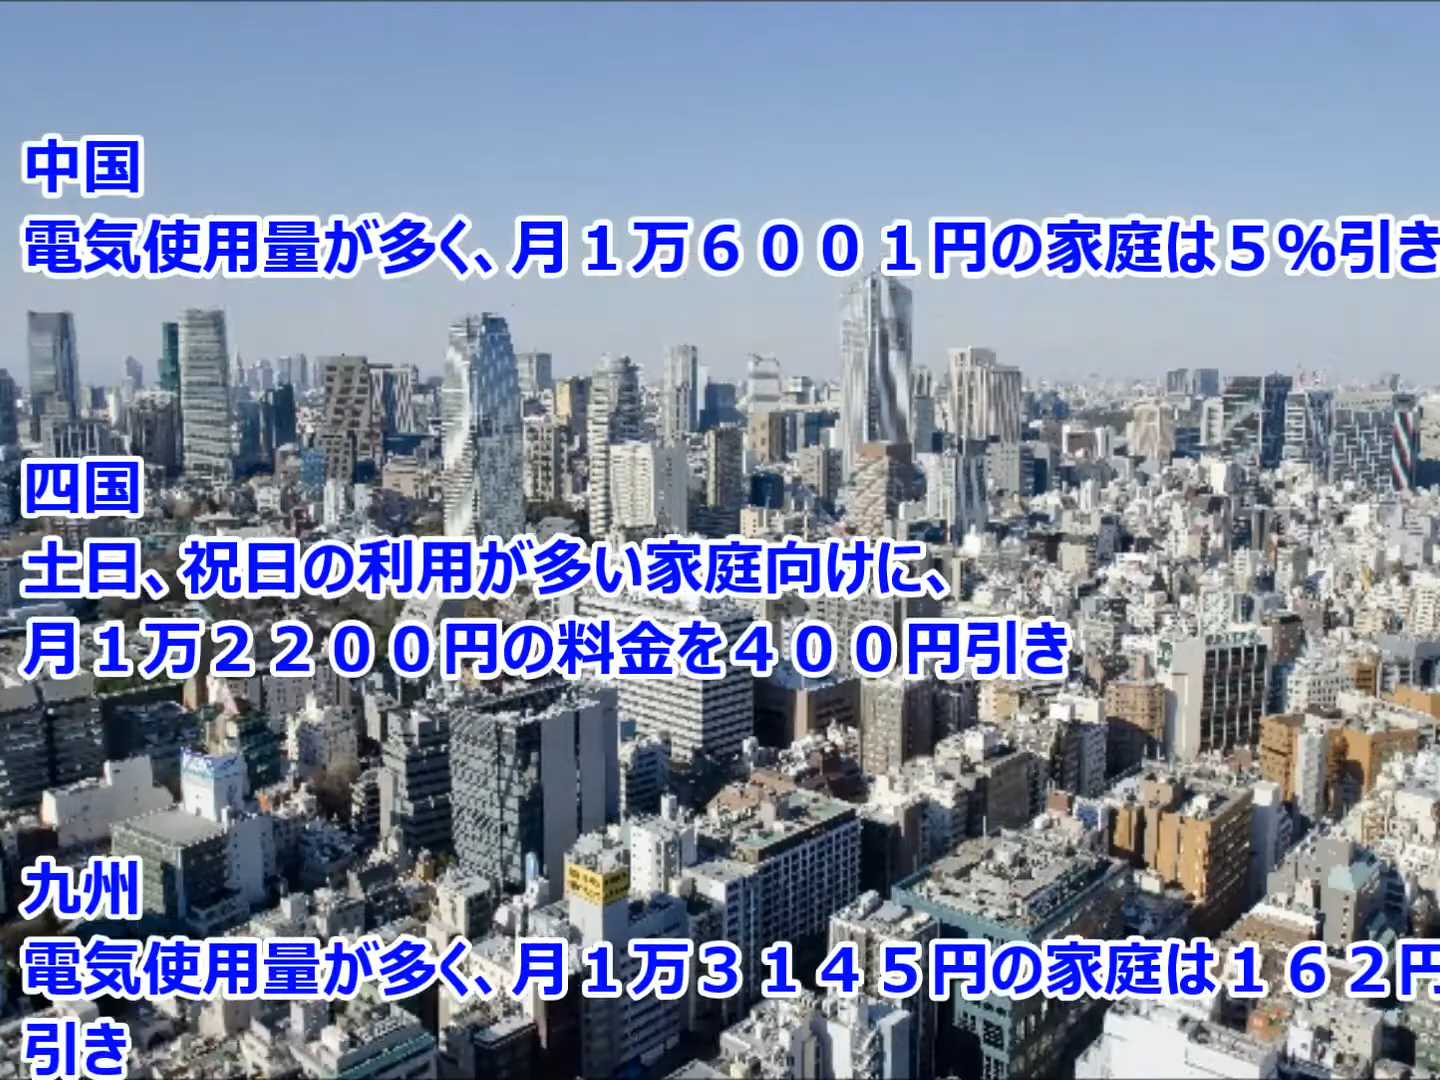 中国
電気使用量が多く、月１万６００１円の家庭は５％引き
四国
土日、祝日の利用が多い家庭向けに、
月１万２２００円の料金を４００円引き
九州
電気使用量が多く、月１万３１４５円の家庭は１６２円
引き